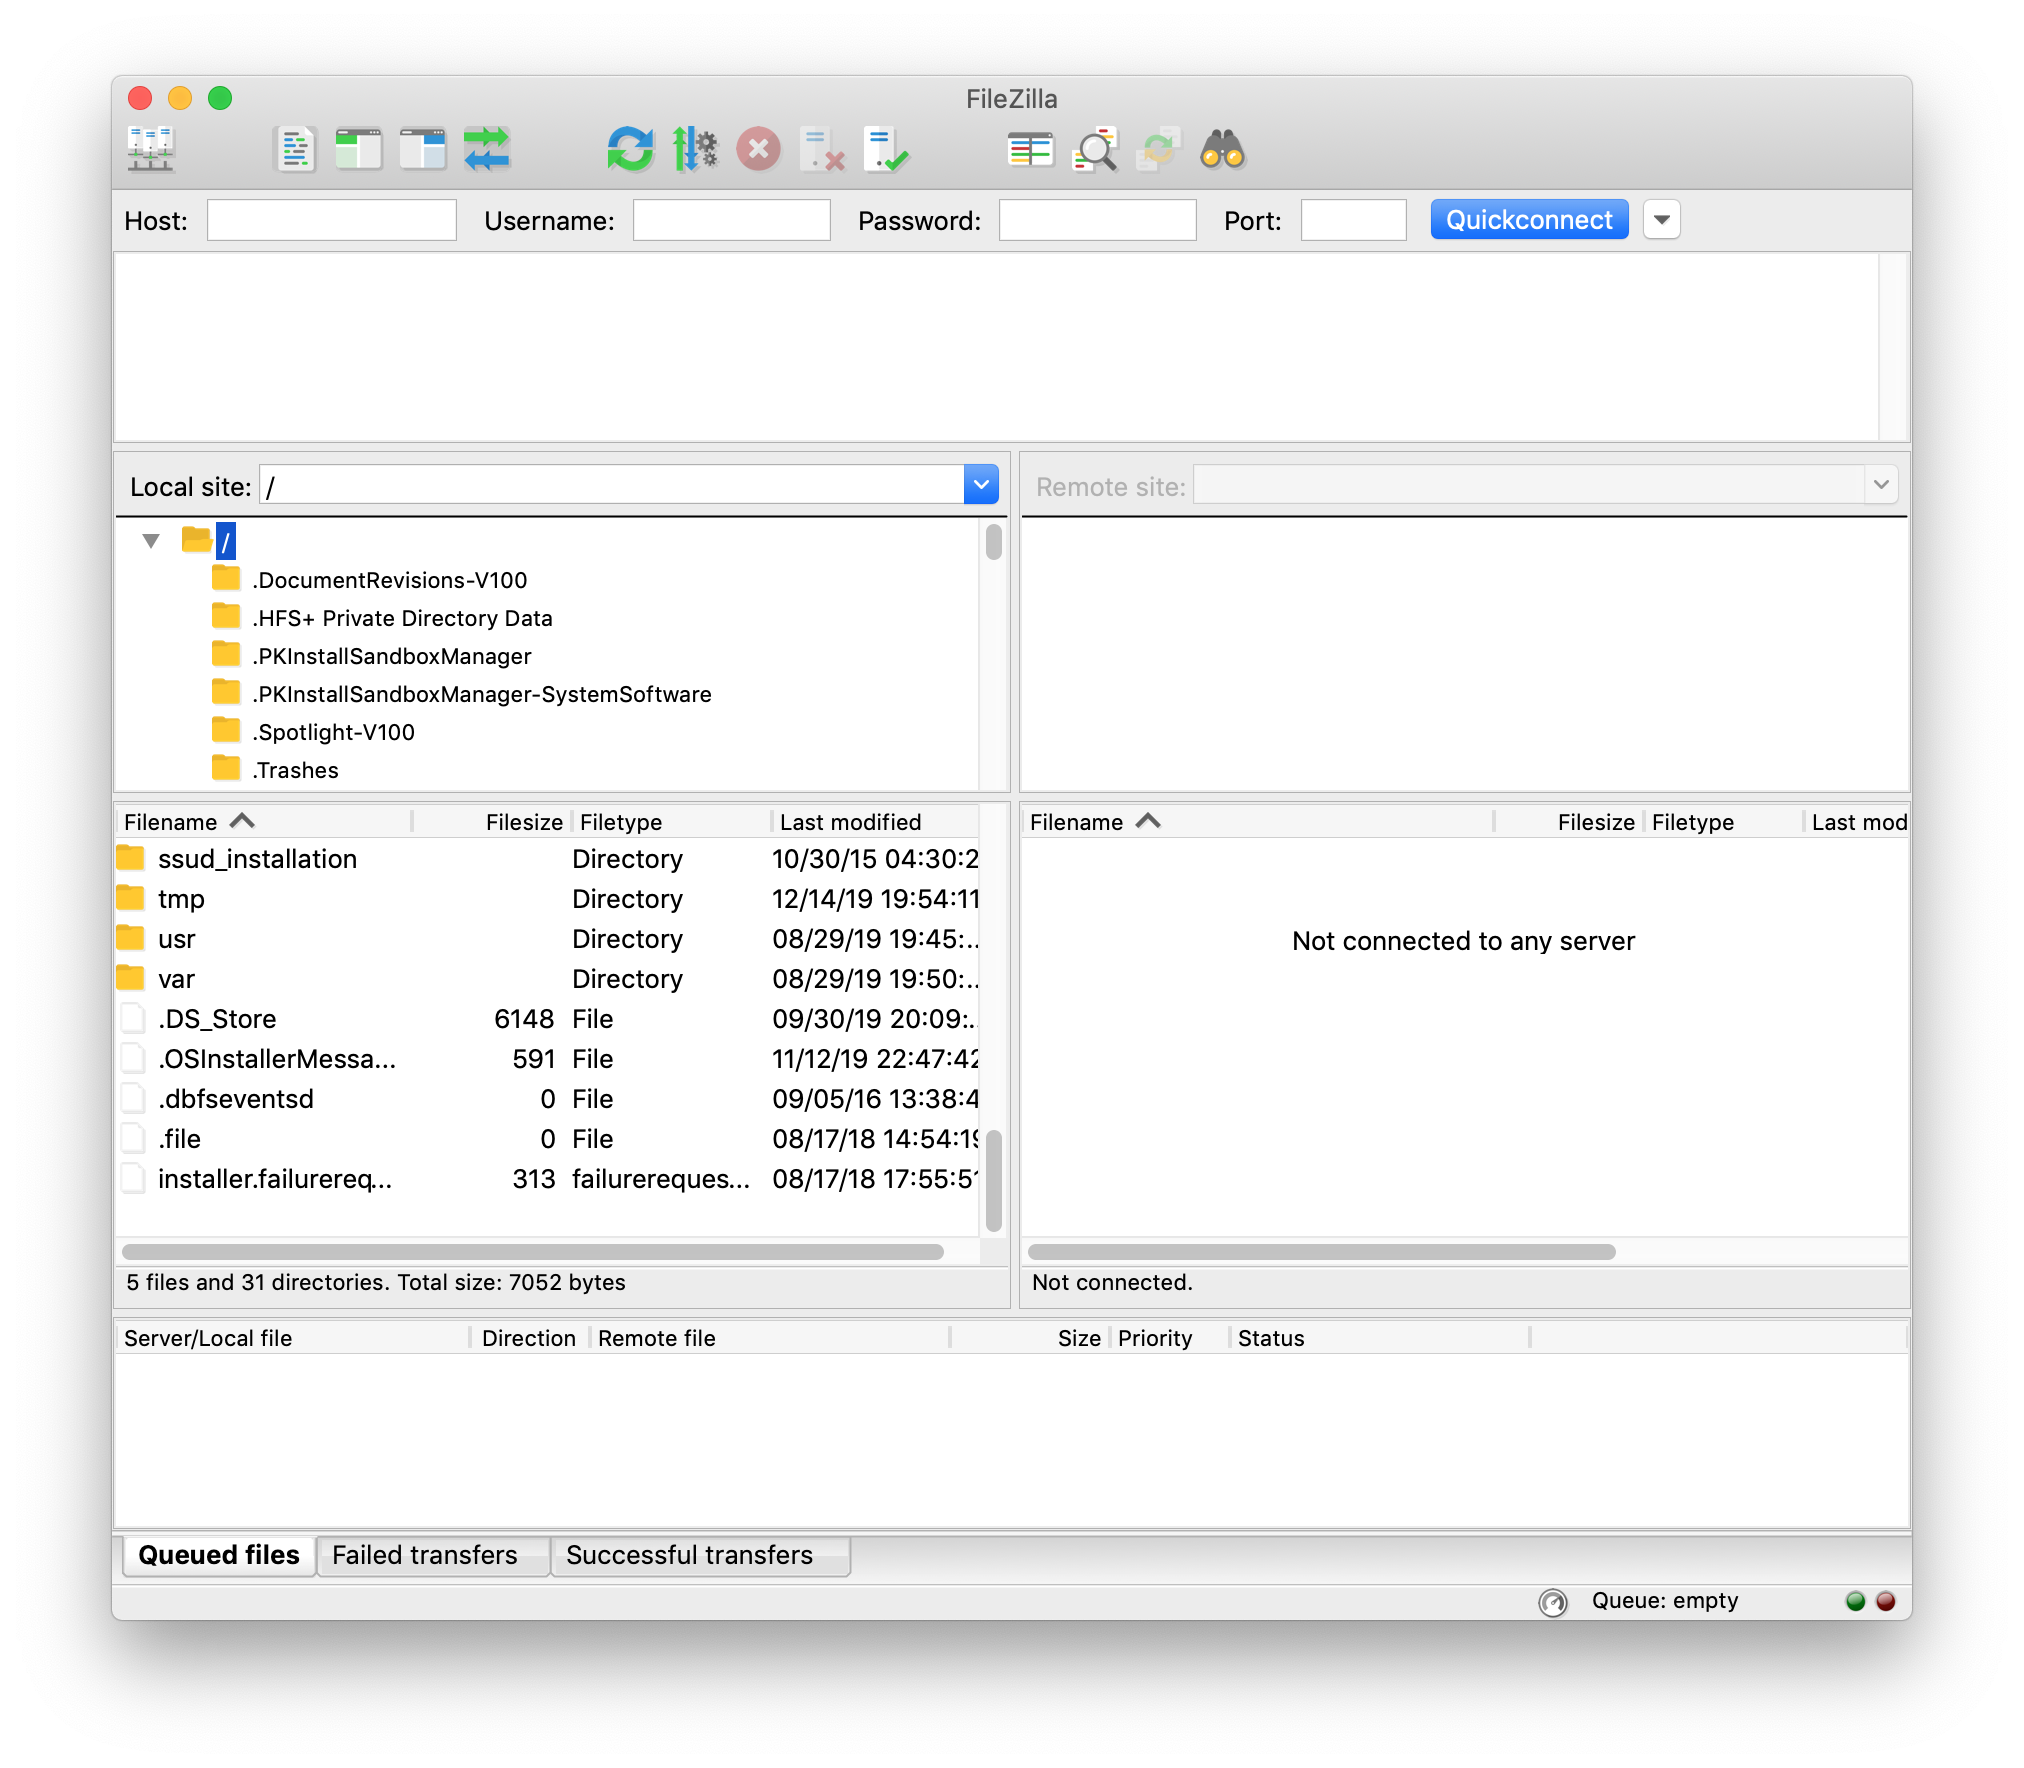 FileZilla
Host: Username: Password: Port: Quickconnect
Local site: /
Remote site:
/
.DocumentRevisions-V100
.HFS+ Private Directory Data
.PKInstallSandboxManager
.PKInstallSandboxManager-SystemSoftware
.Spotlight-V100
.Trashes
Filename Filesize Filetype Last modified
ssud_installation Directory 10/30/15 04:30:2
tmp Directory 12/14/19 19:54:11
usr Directory 08/29/19 19:45:..
var Directory 08/29/19 19:50:..
.DS_Store 6148 File 09/30/19 20:09:..
.OSInstallerMessa... 591 File 11/12/19 22:47:42
.dbfseventsd 0 File 09/05/16 13:38:4
.file 0 File 08/17/18 14:54:19
installer.failurereq... 313 failurereques... 08/17/18 17:55:51
5 files and 31 directories. Total size: 7052 bytes
Filename Filesize Filetype Last mod
Not connected to any server
Not connected.
Server/Local file Direction Remote file Size Priority Status
Queued files Failed transfers Successful transfers
Queue: empty